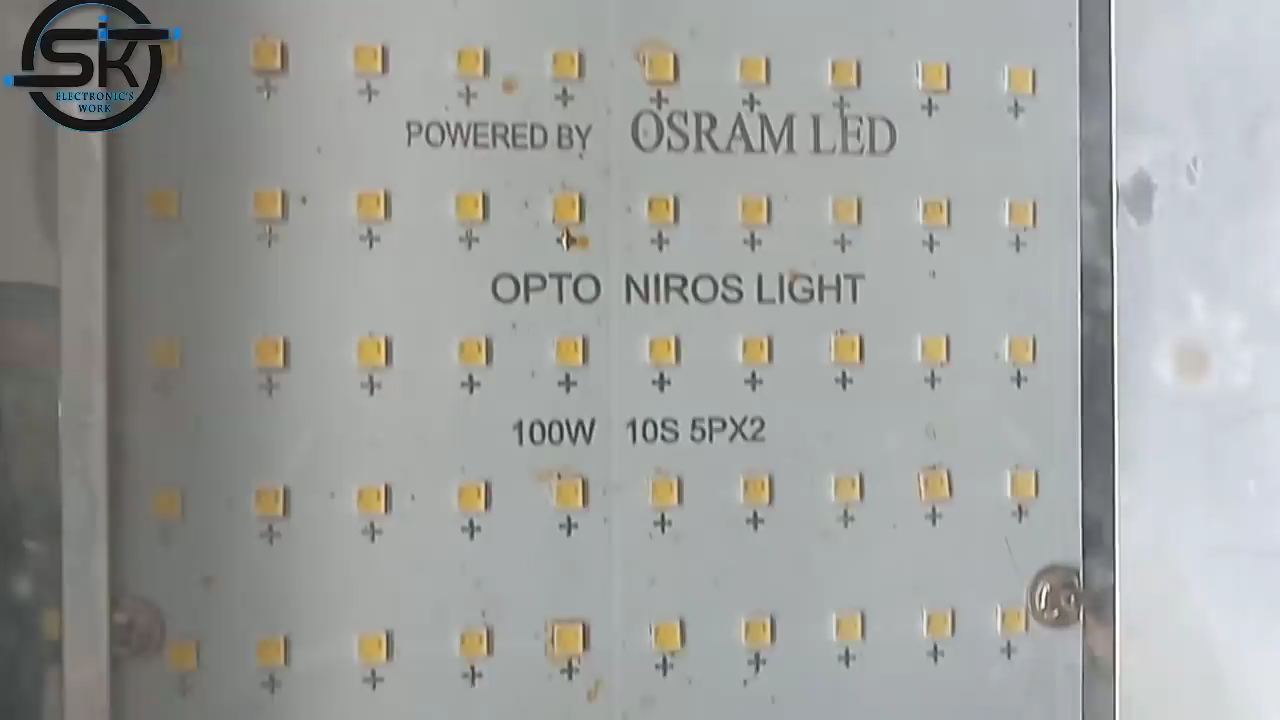 SK
ELECTRONIC'S
WORK
POWERED BY OSRAM LED
OPTO NIROS LIGHT
100W 10S 5PX2